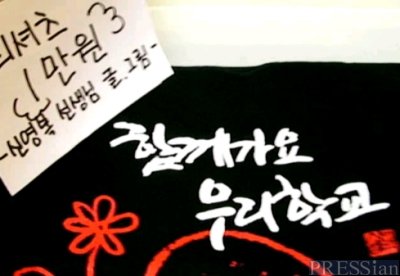 티셔츠
1만원
-신영복 선생님 글,그림-
함께가요
우리학교
PRESSian